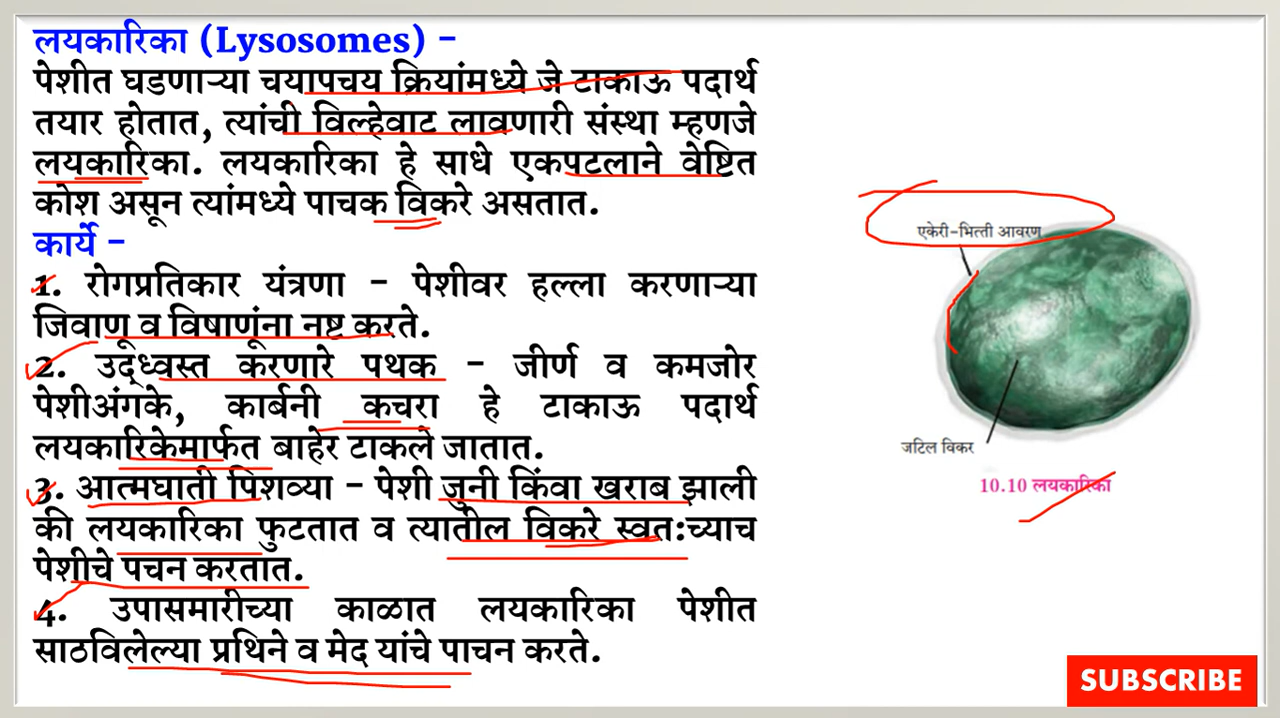 लयकारिका (Lysosomes) -
पेशीत घडणाऱ्या चयापचय क्रियांमध्ये जे टाकाऊ पदार्थ
तयार होतात, त्यांची विल्हेवाट लावणारी संस्था म्हणजे
लयकारिका. लयकारिका हे साधे एकपटलाने वेष्टित
कोश असून त्यांमध्ये पाचक विकरे असतात.
कार्ये -
1. रोगप्रतिकार यंत्रणा - पेशीवर हल्ला करणाऱ्या
जिवाणू व विषाणूंना नष्ट करते.
2. उद्ध्वस्त करणारे पथक - जीर्ण व कमजोर
पेशीअंगके, कार्बनी कचरा हे टाकाऊ पदार्थ
लयकारिकेमार्फत बाहेर टाकले जातात.
3. आत्मघाती पिशव्या - पेशी जुनी किंवा खराब झाली
की लयकारिका फुटतात व त्यातील विकरे स्वत:च्याच
पेशीचे पचन करतात.
4. उपासमारीच्या काळात लयकारिका पेशीत
साठविलेल्या प्रथिने व मेद यांचे पाचन करते.
एकेरी-भित्ती आवरण
जटिल विकर
10.10 लयकारिका
SUBSCRIBE